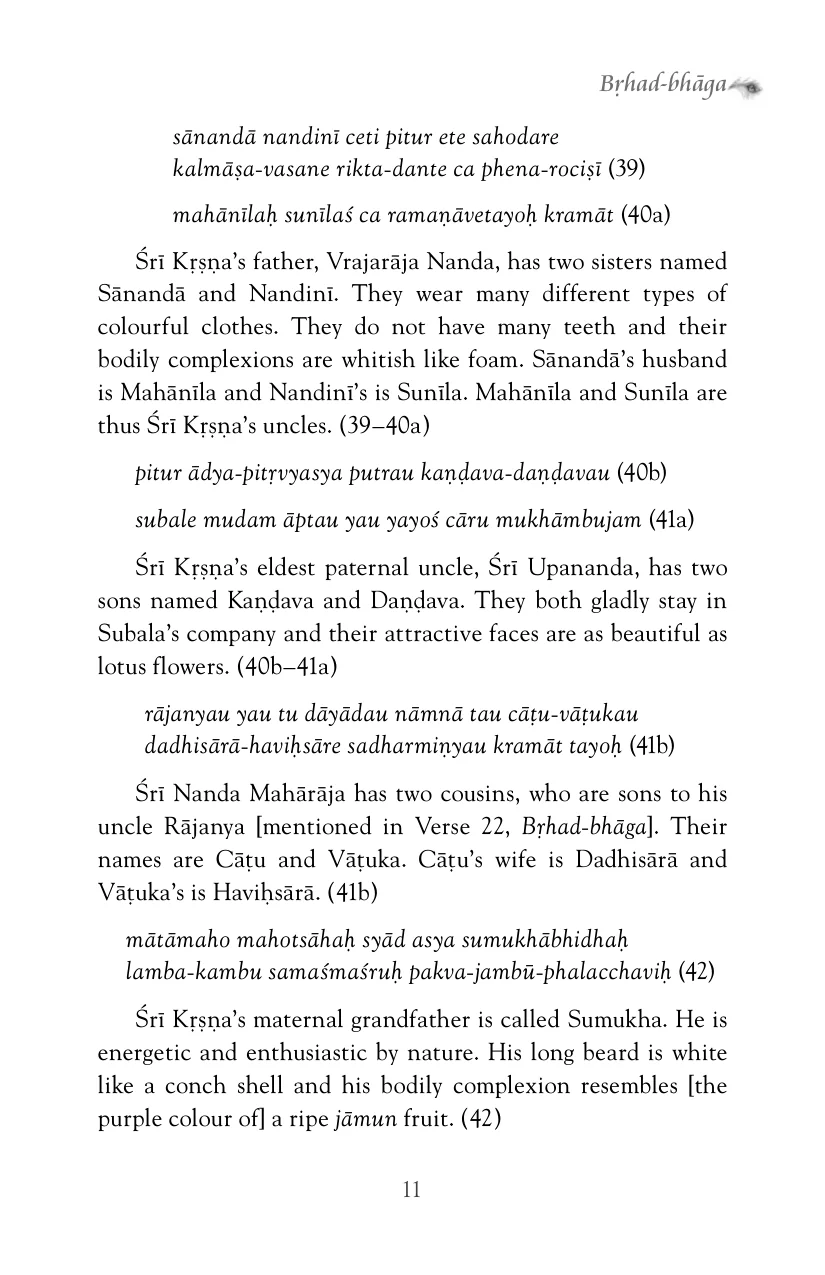 Bṛhad-bhāga
sānandā nandinī ceti pitur ete sahodare
kalmāṣa-vasane rikta-dante ca phena-rociṣī (39)
mahānīlaḥ sunīlaś ca ramaṇāvetayoḥ kramāt (40a)
Śrī Kṛṣṇa’s father, Vrajarāja Nanda, has two sisters named
Sānandā and Nandinī. They wear many different types of
colourful clothes. They do not have many teeth and their
bodily complexions are whitish like foam. Sānandā’s husband
is Mahānīla and Nandinī’s is Sunīla. Mahānīla and Sunīla are
thus Śrī Kṛṣṇa’s uncles. (39–40a)
pitur ādya-pitṛvyasya putrau kaṇḍava-daṇḍavau (40b)
subale mudam āptau yau yayoś cāru mukhāmbujam (41a)
Śrī Kṛṣṇa’s eldest paternal uncle, Śrī Upananda, has two
sons named Kaṇḍava and Daṇḍava. They both gladly stay in
Subala’s company and their attractive faces are as beautiful as
lotus flowers. (40b–41a)
rājanyau yau tu dāyādau nāmnā tau cāṭu-vāṭukau
dadhisārā-haviḥsāre sadharmiṇyau kramāt tayoḥ (41b)
Śrī Nanda Mahārāja has two cousins, who are sons to his
uncle Rājanya [mentioned in Verse 22, Bṛhad-bhāga]. Their
names are Cāṭu and Vāṭuka. Cāṭu’s wife is Dadhisārā and
Vāṭuka’s is Haviḥsārā. (41b)
mātāmaho mahotsāhaḥ syād asya sumukhābhidhaḥ
lamba-kambu samaśmaśruḥ pakva-jambū-phalacchaviḥ (42)
Śrī Kṛṣṇa’s maternal grandfather is called Sumukha. He is
energetic and enthusiastic by nature. His long beard is white
like a conch shell and his bodily complexion resembles [the
purple colour of] a ripe jāmun fruit. (42)
11